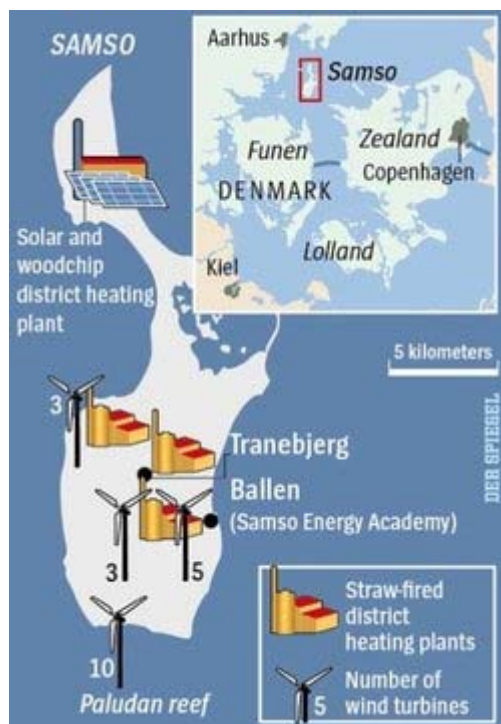 SAMSO
Aarhus
Samso
Funen
Zealand
Copenhagen
DENMARK
Lolland
Kiel
Solar and
woodchip
district heating
plant
5 kilometers
DER SPIEGEL
3
Tranebjerg
Ballen
(Samso Energy Academy)
3
5
10
Paludan reef
Straw-fired
district
heating plants
5
Number of
wind turbines